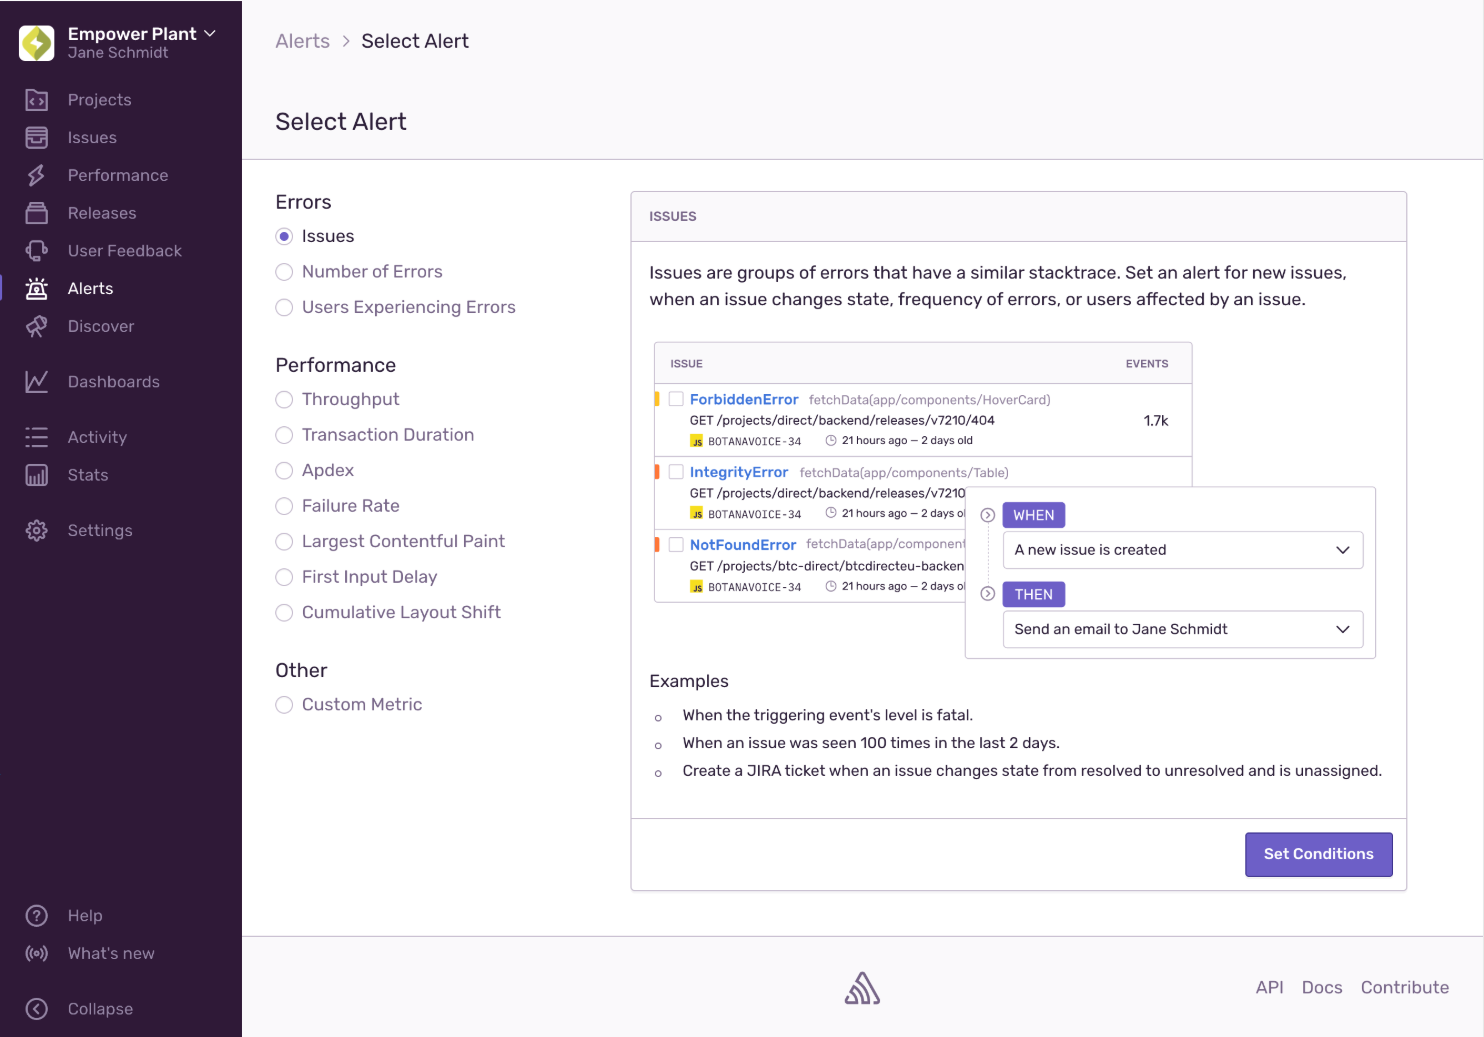 Empower Plant
Jane Schmidt
Projects
Issues
Performance
Releases
User Feedback
Alerts
Discover
Dashboards
Activity
Stats
Settings
Help
What's new
Collapse
Alerts > Select Alert
Select Alert
Errors
Issues
Number of Errors
Users Experiencing Errors
Performance
Throughput
Transaction Duration
Apdex
Failure Rate
Largest Contentful Paint
First Input Delay
Cumulative Layout Shift
Other
Custom Metric
ISSUES
Issues are groups of errors that have a similar stacktrace. Set an alert for new issues,
when an issue changes state, frequency of errors, or users affected by an issue.
ISSUE EVENTS
ForbiddenError fetchData(app/components/HoverCard)
GET /projects/direct/backend/releases/v7210/404 1.7k
JS BOTANAVOICE-34 21 hours ago – 2 days old
IntegrityError fetchData(app/components/Table)
GET /projects/direct/backend/releases/v7210
JS BOTANAVOICE-34 21 hours ago – 2 days ol
NotFoundError fetchData(app/component
GET /projects/btc-direct/btcdirecteu-backen
JS BOTANAVOICE-34 21 hours ago – 2 days ol
WHEN
A new issue is created
THEN
Send an email to Jane Schmidt
Examples
When the triggering event's level is fatal.
When an issue was seen 100 times in the last 2 days.
Create a JIRA ticket when an issue changes state from resolved to unresolved and is unassigned.
Set Conditions
API Docs Contribute